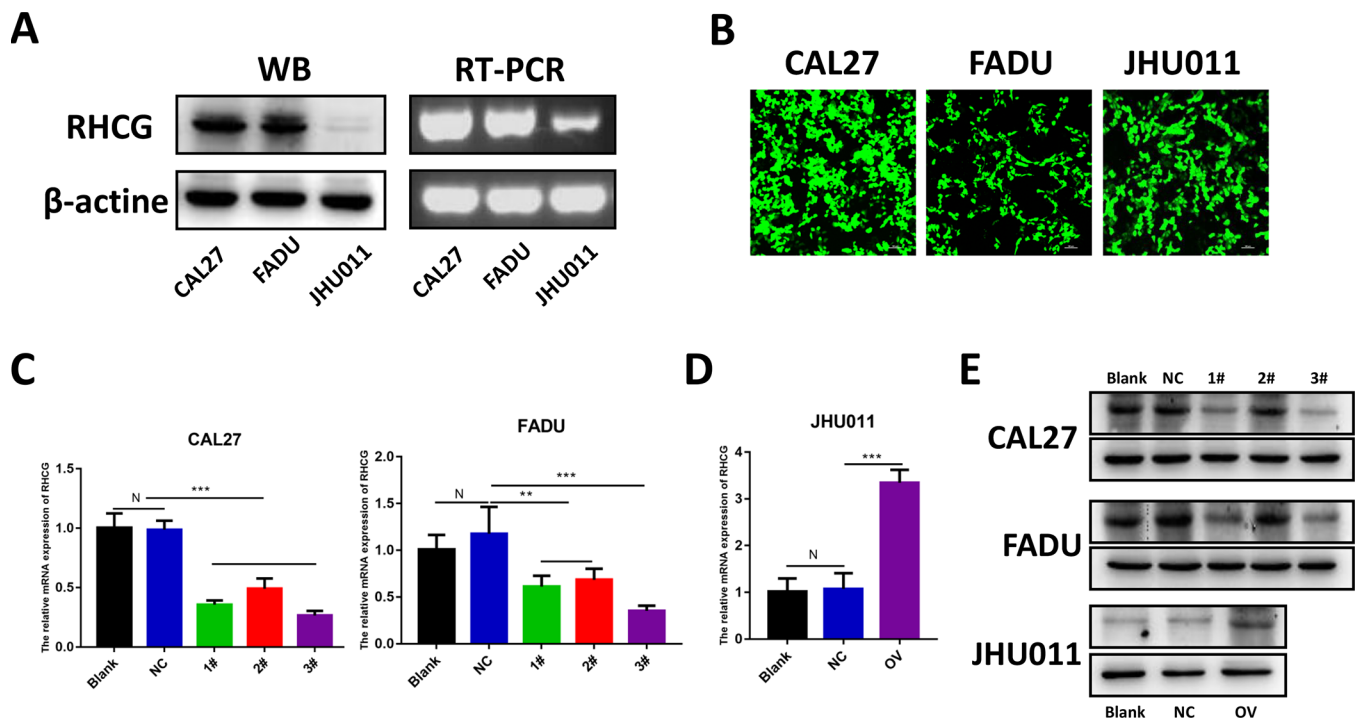 A
WB
RT-PCR
RHCG
β-actine
CAL27
FADU
JHU011
CAL27
FADU
JHU011
B
CAL27
FADU
JHU011
C
CAL27
The relative mRNA expression of RHCG
1.5
1.0
0.5
0.0
N
***
Blank
NC
1#
2#
3#
FADU
The relative mRNA expression of RHCG
2.0
1.5
1.0
0.5
0.0
N
**
***
Blank
NC
1#
2#
3#
D
JHU011
The relative mRNA expression of RHCG
4
3
2
1
0
N
***
Blank
NC
OV
E
Blank NC 1# 2# 3#
CAL27
FADU
JHU011
Blank NC OV